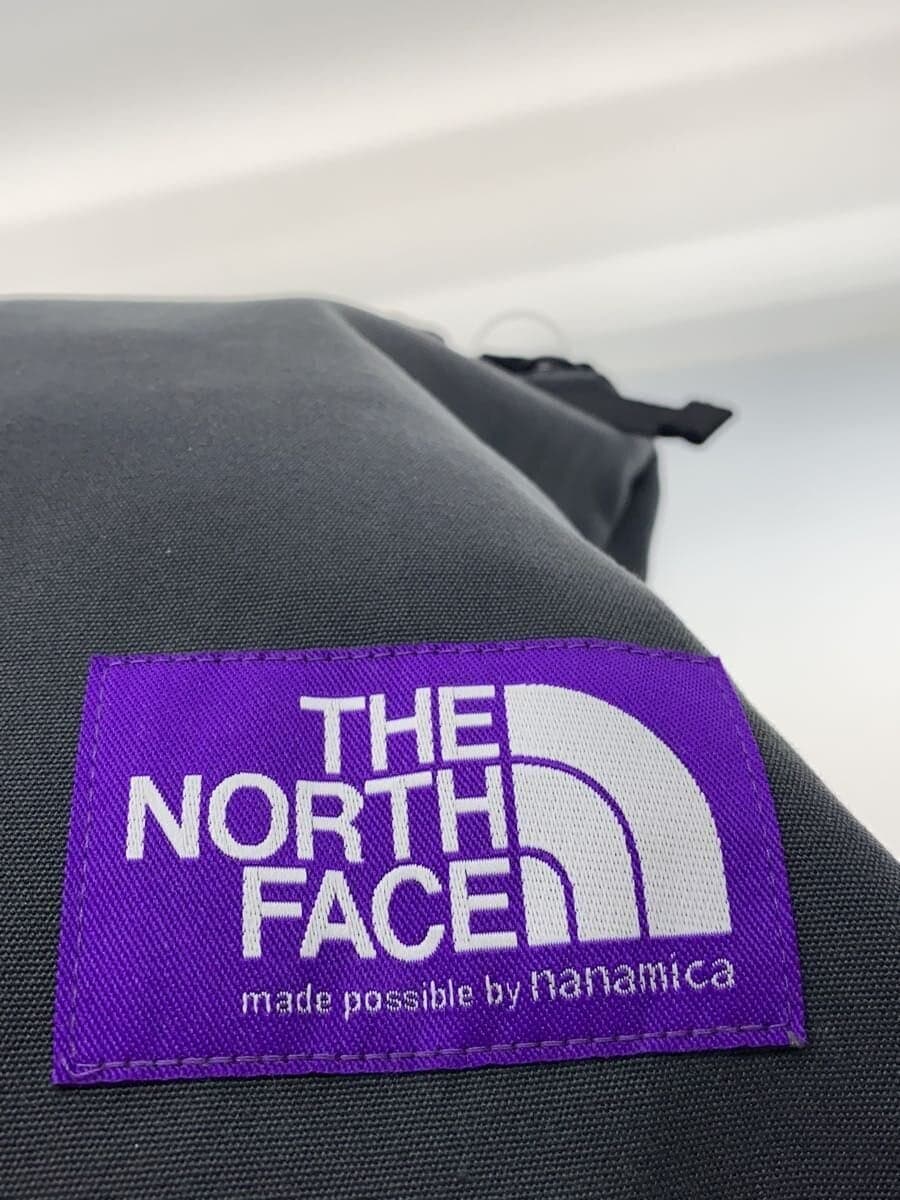 THE
NORTH
FACE
made possible by nanamica